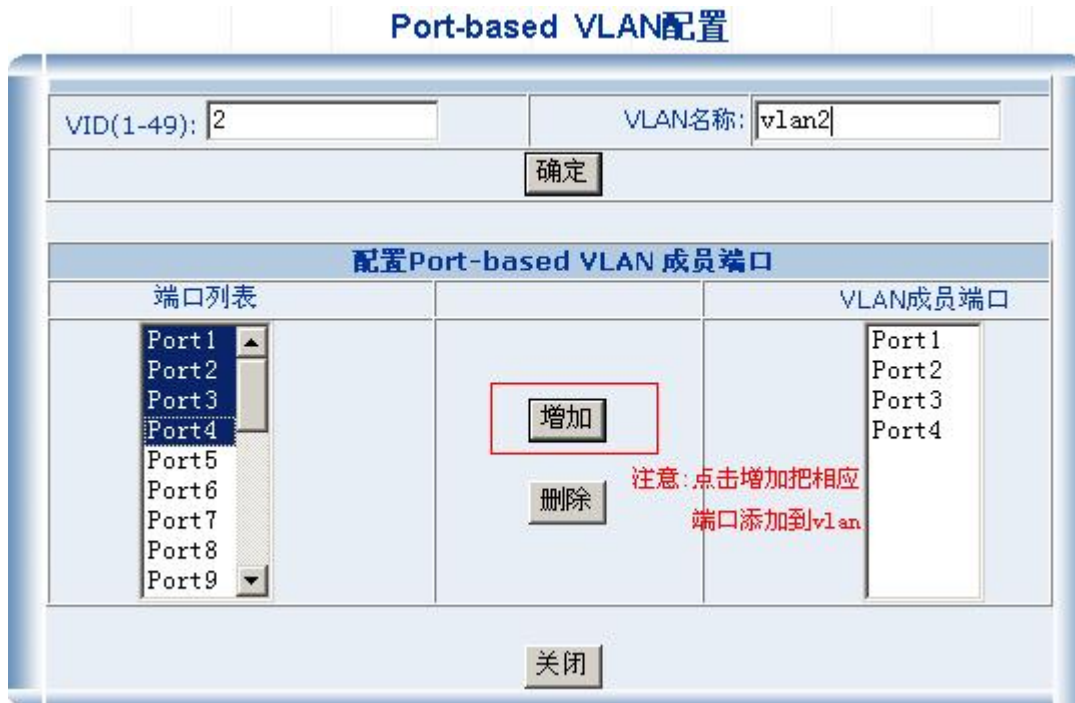 Port-based VLAN配置
VID(1-49): 2
VLAN名称: vlan2
确定
配置Port-based VLAN 成员端口
端口列表
VLAN成员端口
Port1
Port2
Port3
Port4
Port5
Port6
Port7
Port8
Port9
增加
删除
注意:点击增加把相应
端口添加到vlan
Port1
Port2
Port3
Port4
关闭